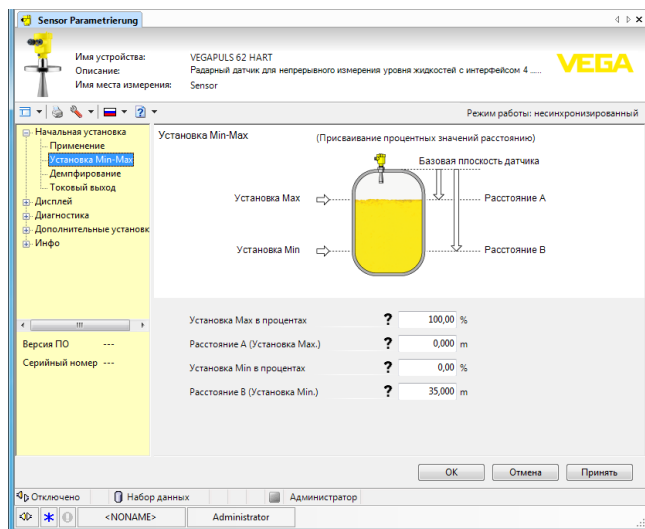 Sensor Parametrierung
Имя устройства: VEGAPULS 62 HART
Описание: Радарный датчик для непрерывного измерения уровня жидкостей с интерфейсом 4 .....
Имя места измерения: Sensor
VEGA
Режим работы: несинхронизированный
Начальная установка
Применение
Установка Min-Max
Демпфирование
Токовый выход
Дисплей
Диагностика
Дополнительные установк
Инфо
Версия ПО ---
Серийный номер ---
Установка Min-Max (Присваивание процентных значений расстоянию)
Базовая плоскость датчика
Установка Max
Расстояние A
Установка Min
Расстояние B
Установка Max в процентах ? 100,00 %
Расстояние A (Установка Max.) ? 0,000 m
Установка Min в процентах ? 0,00 %
Расстояние B (Установка Min.) ? 35,000 m
OK Отмена Принять
Отключено Набор данных Администратор
<NONAME> Administrator